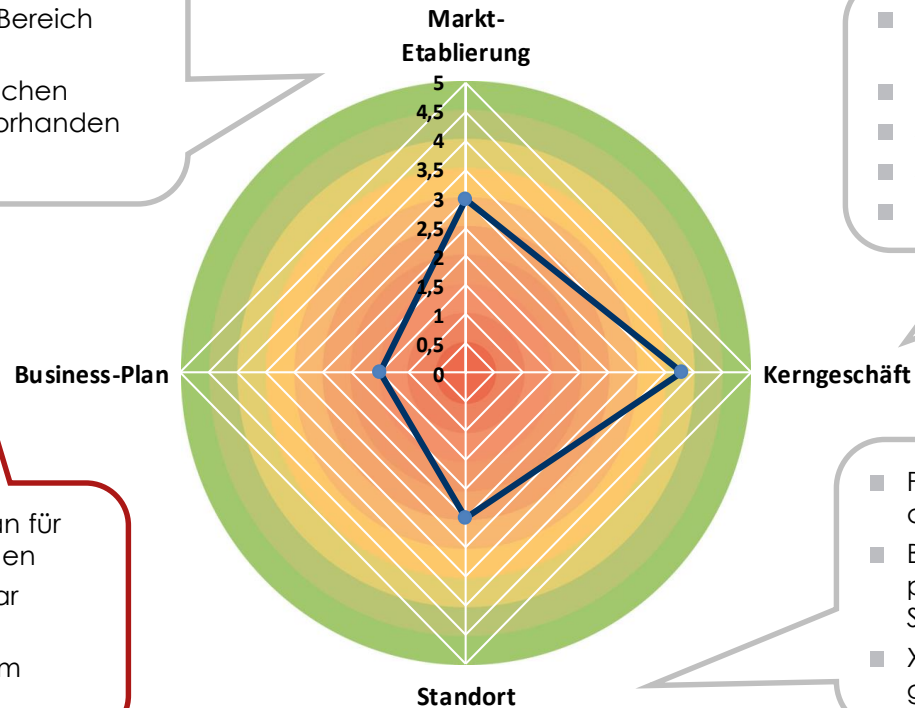 Bereich
chen
orhanden
Markt-
Etablierung
5
4,5
4
3,5
3
2,5
2
1,5
1
0,5
0
Business-Plan
Kerngeschäft
Standort
an für
en
ar
m
F
E
p
S
X
g